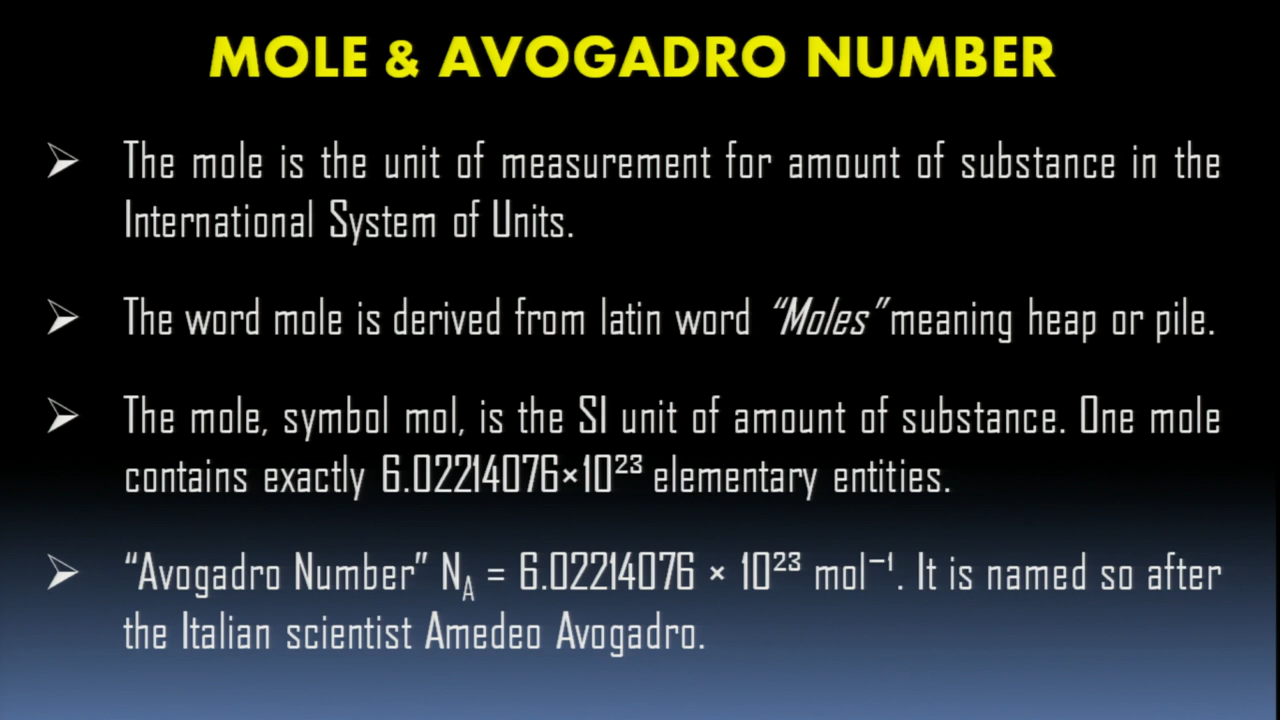 MOLE & AVOGADRO NUMBER
➢ The mole is the unit of measurement for amount of substance in the
International System of Units.
➢ The word mole is derived from latin word “Moles” meaning heap or pile.
➢ The mole, symbol mol, is the SI unit of amount of substance. One mole
contains exactly 6.02214076×10²³ elementary entities.
➢ “Avogadro Number” N_A = 6.02214076 × 10²³ mol⁻¹. It is named so after
the Italian scientist Amedeo Avogadro.